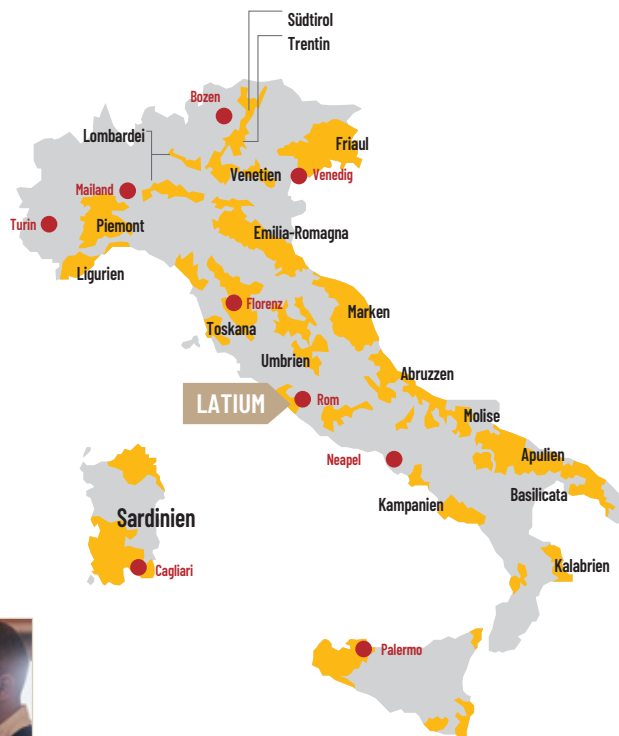 Südtirol
Trentin
Bozen
Lombardei
Friaul
Venetien
Venedig
Mailand
Turin
Piemont
Emilia-Romagna
Ligurien
Florenz
Marken
Toskana
Umbrien
Abruzzen
LATIUM
Rom
Molise
Neapel
Apulien
Basilicata
Kampanien
Sardinien
Kalabrien
Cagliari
Palermo